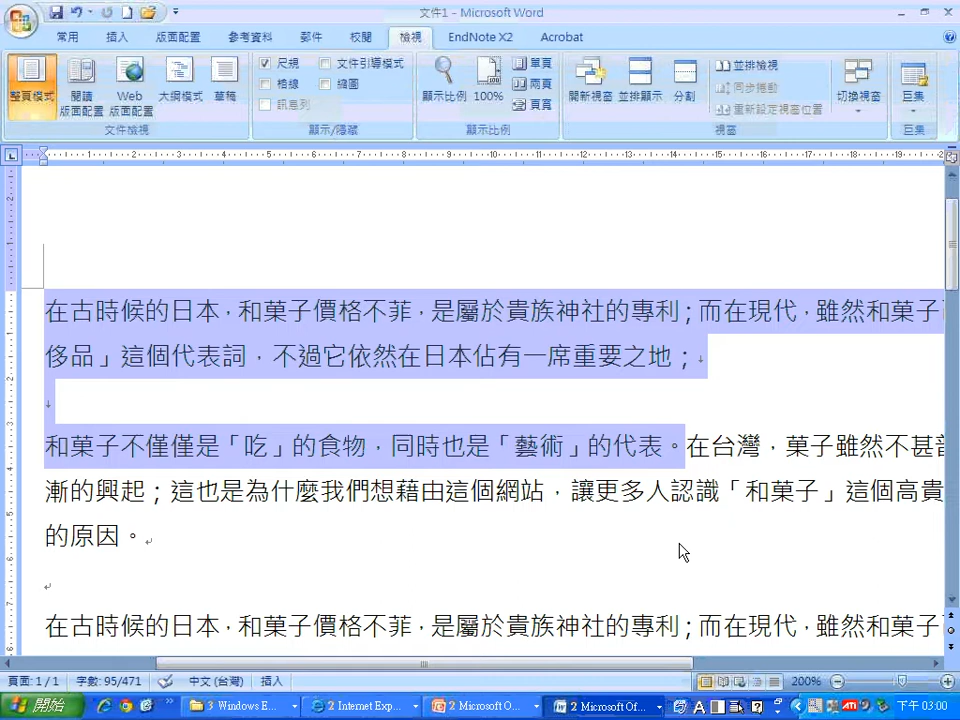 文件1 - Microsoft Word
常用 插入 版面配置 參考資料 郵件 校閱 檢視 EndNote X2 Acrobat
整頁模式 閱讀版面配置 Web 版面配置 大綱模式 草稿
文件檢視
尺規 文件引導模式
格線 縮圖
訊息列
顯示/隱藏
顯示比例 100% 單頁 兩頁 頁寬
顯示比例
開新視窗 並排顯示 分割
並排檢視
同步捲動
重新設定視窗位置
切換視窗
視窗
巨集
巨集
在古時候的日本,和菓子價格不菲,是屬於貴族神社的專利;而在現代,雖然和菓子
侈品」這個代表詞,不過它依然在日本佔有一席重要之地;
和菓子不僅僅是「吃」的食物,同時也是「藝術」的代表。在台灣,菓子雖然不甚
漸的興起;這也是為什麼我們想藉由這個網站,讓更多人認識「和菓子」這個高貴
的原因。
在古時候的日本,和菓子價格不菲,是屬於貴族神社的專利;而在現代,雖然和菓子
頁面: 1/1 字數: 95/471 中文 (台灣) 插入 200%
開始 3 Windows E... 2 Internet Exp... 2 Microsoft O... 2 Microsoft Of... 下午 03:00